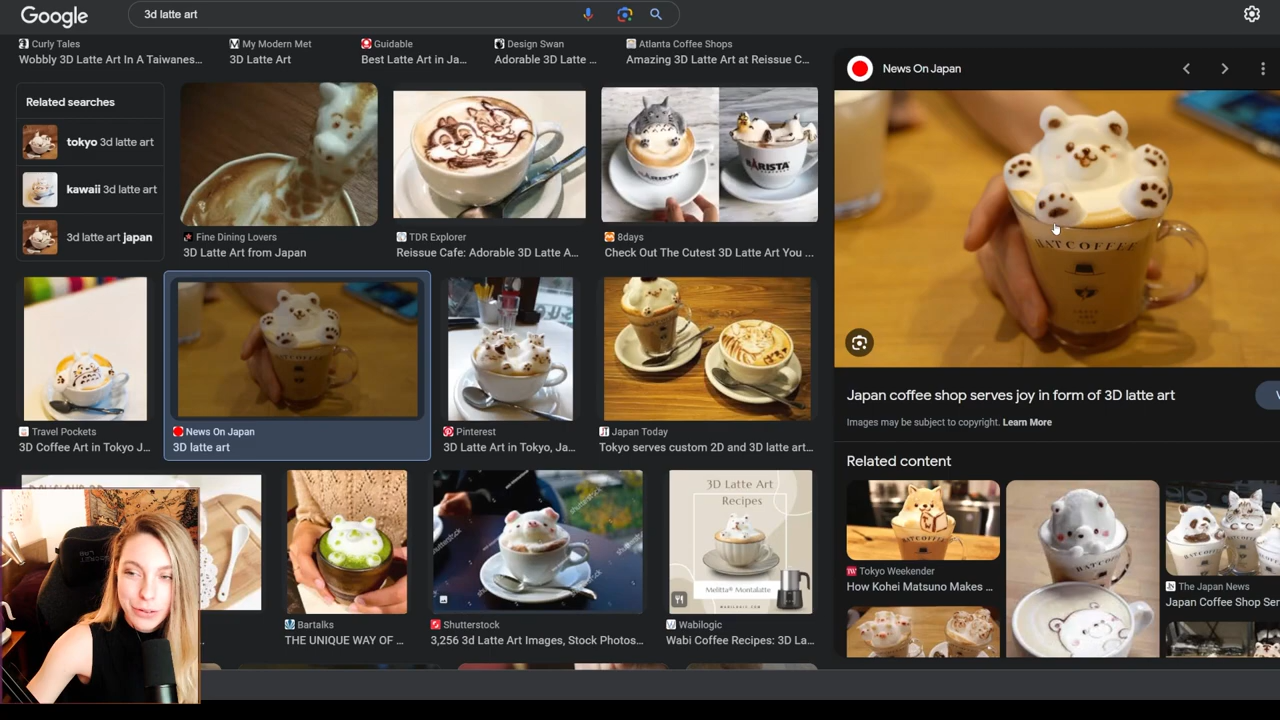 Google
3d latte art
Curly Tales
Wobbly 3D Latte Art In A Taiwanes...
My Modern Met
3D Latte Art
Guidable
Best Latte Art in Ja...
Design Swan
Adorable 3D Latte ...
Atlanta Coffee Shops
Amazing 3D Latte Art at Reissue C...
Related searches
tokyo 3d latte art
kawaii 3d latte art
3d latte art japan
Fine Dining Lovers
3D Latte Art from Japan
TDR Explorer
Reissue Cafe: Adorable 3D Latte A...
BARISTA
BARISTA
8days
Check Out The Cutest 3D Latte Art You ...
Travel Pockets
3D Coffee Art in Tokyo J...
News On Japan
3D latte art
Pinterest
3D Latte Art in Tokyo, Ja...
Japan Today
Tokyo serves custom 2D and 3D latte art...
Bartalks
THE UNIQUE WAY OF ...
shutterstock
Shutterstock
3,256 3d Latte Art Images, Stock Photos...
3D Latte Art
Recipes
Melitta® Montalatte
Wabilogic
Wabi Coffee Recipes: 3D La...
News On Japan
HATCOFFEE
Japan coffee shop serves joy in form of 3D latte art
Images may be subject to copyright. Learn More
Related content
HATCOFFEE
Tokyo Weekender
How Kohei Matsuno Makes ...
HATCOFFEE
The Japan News
Japan Coffee Shop Ser